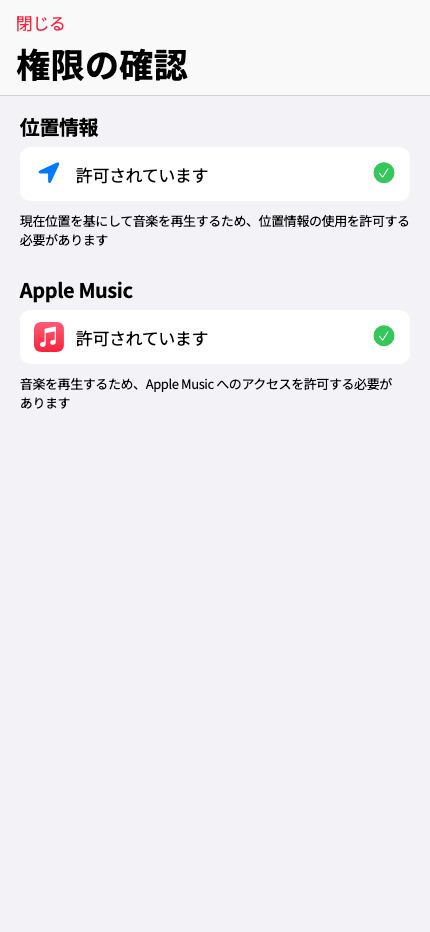 閉じる
権限の確認
位置情報
許可されています
現在位置を基にして音楽を再生するため、位置情報の使用を許可する
必要があります
Apple Music
許可されています
音楽を再生するため、Apple Music へのアクセスを許可する必要が
あります